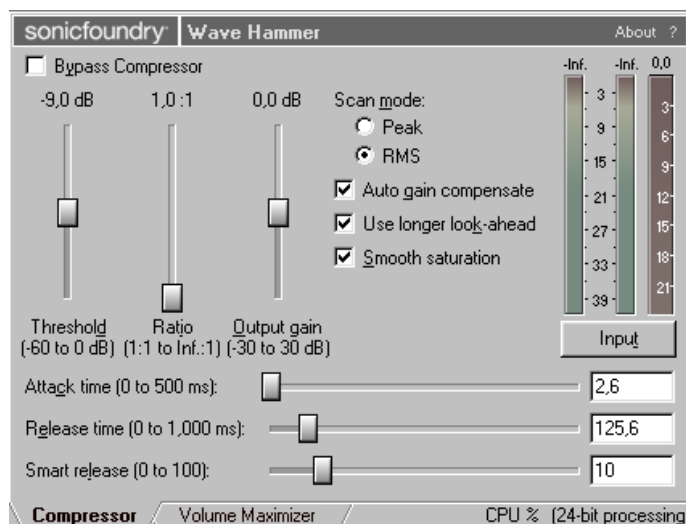 sonicfoundry Wave Hammer About ?
Bypass Compressor
-Inf. -Inf. 0,0
-9,0 dB 1,0 :1 0,0 dB
Scan mode:
Peak
RMS
Auto gain compensate
Use longer look-ahead
Smooth saturation
3
9
15
21
27
33
39
3
6
9
12
15
18
21
Threshold Ratio Output gain
(-60 to 0 dB) (1:1 to Inf.:1) (-30 to 30 dB)
Input
Attack time (0 to 500 ms): 2,6
Release time (0 to 1,000 ms): 125,6
Smart release (0 to 100): 10
Compressor Volume Maximizer CPU % (24-bit processing